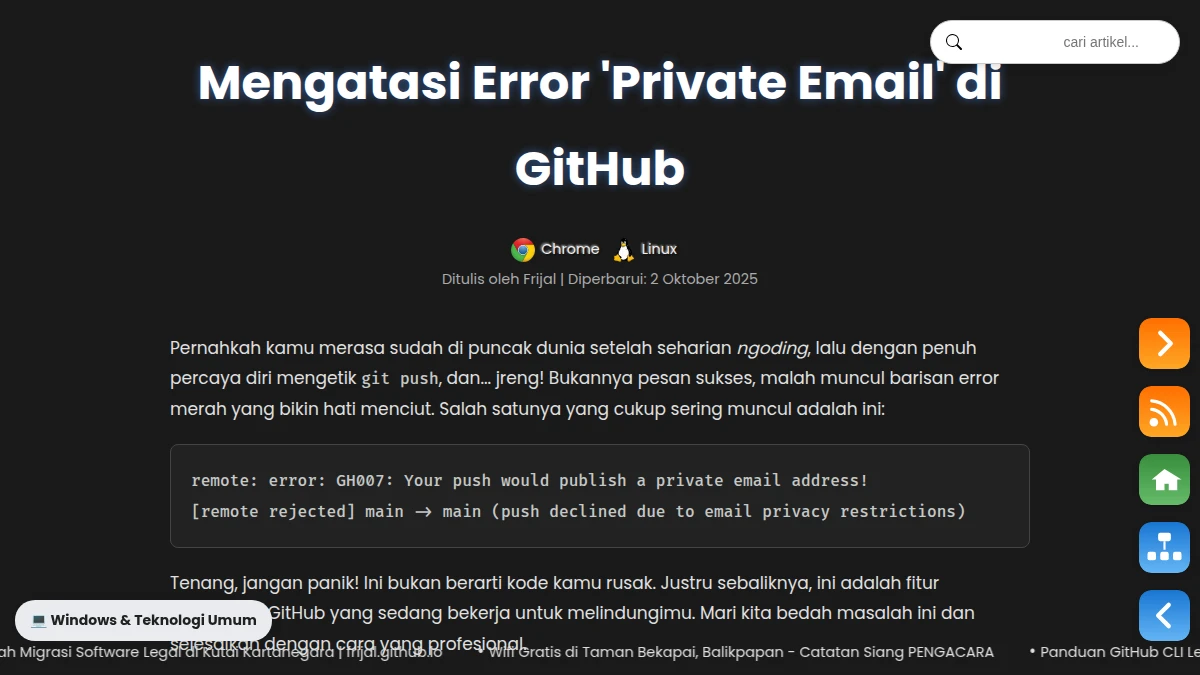 cari artikel...
Mengatasi Error 'Private Email' di
GitHub
Chrome Linux
Ditulis oleh Frijal | Diperbarui: 2 Oktober 2025
Pernahkah kamu merasa sudah di puncak dunia setelah seharian ngoding, lalu dengan penuh
percaya diri mengetik git push, dan... jreng! Bukannya pesan sukses, malah muncul barisan error
merah yang bikin hati menciut. Salah satunya yang cukup sering muncul adalah ini:
remote: error: GH007: Your push would publish a private email address!
[remote rejected] main -> main (push declined due to email privacy restrictions)
Tenang, jangan panik! Ini bukan berarti kode kamu rusak. Justru sebaliknya, ini adalah fitur
GitHub yang sedang bekerja untuk melindungimu. Mari kita bedah masalah ini dan
💻 Windows & Teknologi Umum
selesaikan dengan cara yang profesional.
ah Migrasi Software Legal di Kutai Kartanegara | frijal.github.io • Wifi Gratis di Taman Bekapai, Balikpapan - Catatan Siang PENGACARA • Panduan GitHub CLI Le